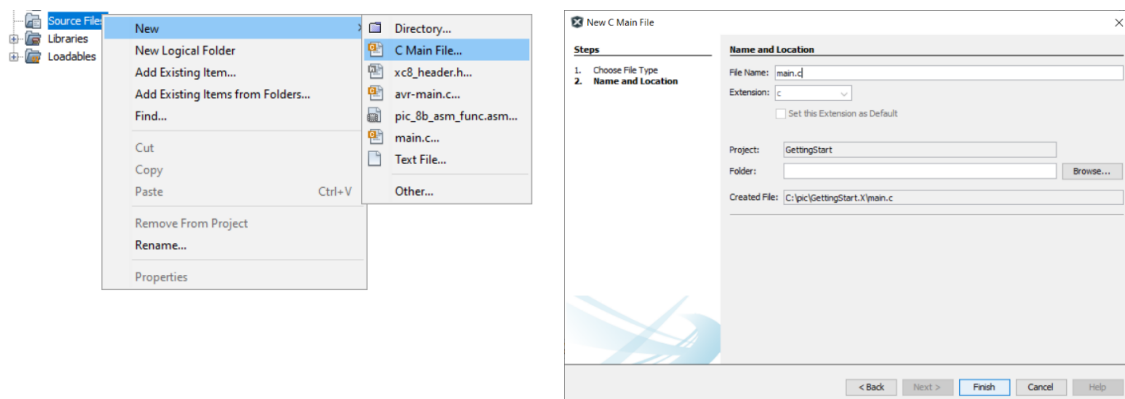 Source Files
Libraries
Loadables
New
New Logical Folder
Add Existing Item...
Add Existing Items from Folders...
Find...
Cut
Copy
Paste Ctrl+V
Remove From Project
Rename...
Properties
Directory...
C Main File...
xc8_header.h...
avr-main.c...
pic_8b_asm_func.asm...
main.c...
Text File...
Other...
New C Main File
Steps
1. Choose File Type
2. Name and Location
Name and Location
File Name: main.c
Extension: c
Set this Extension as Default
Project: GettingStart
Folder:
Browse...
Created File: C:\pic\GettingStart.X\main.c
< Back Next > Finish Cancel Help